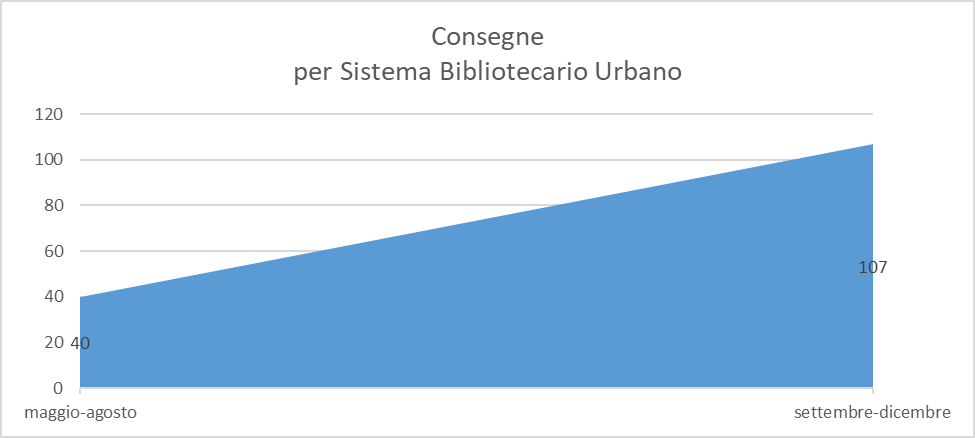 Consegne
per Sistema Bibliotecario Urbano
120
100
80
60
40
20
0
40
107
maggio-agosto
settembre-dicembre